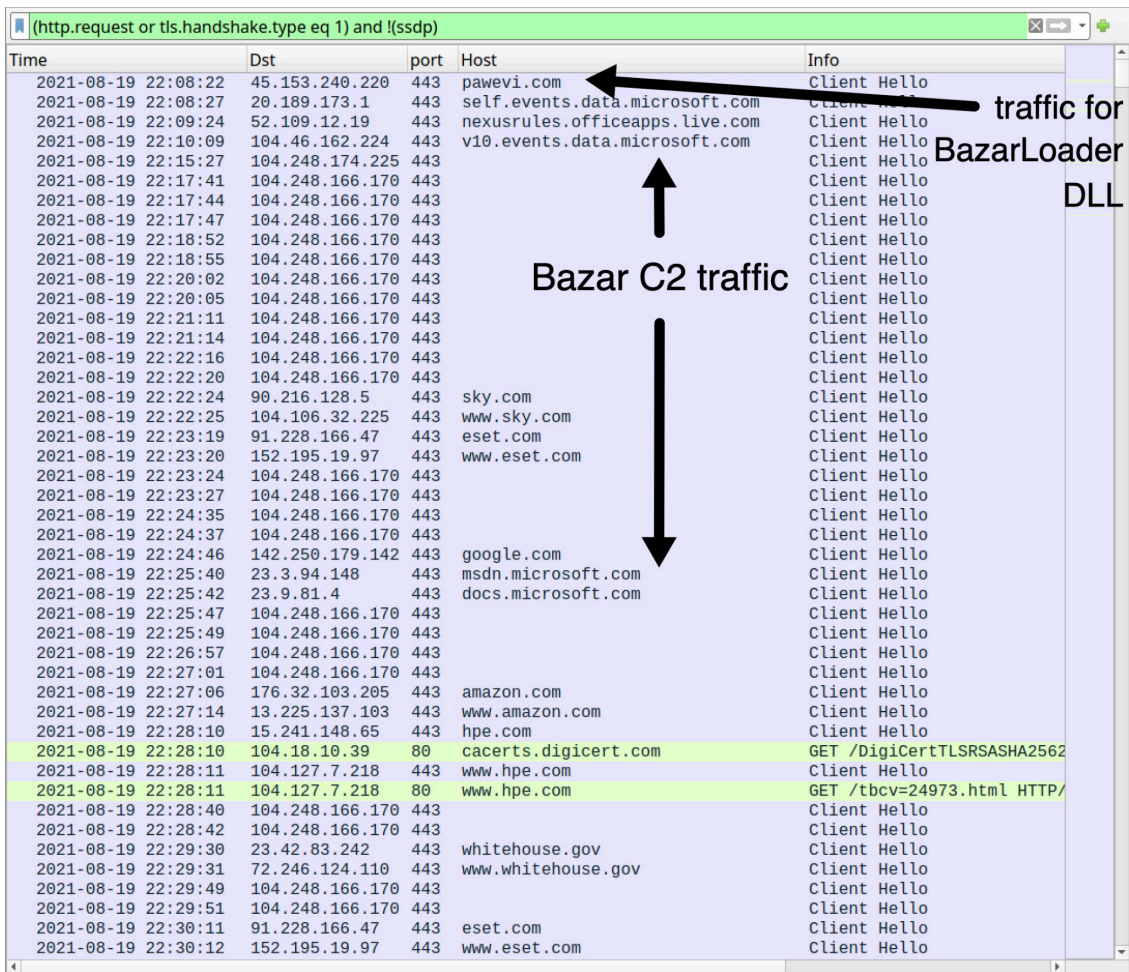 (http.request or tls.handshake.type eq 1) and !(ssdp)
Time Dst port Host Info
2021-08-19 22:08:22 45.153.240.220 443 pawevi.com Client Hello
2021-08-19 22:08:27 20.189.173.1 443 self.events.data.microsoft.com Client Hello
traffic for
2021-08-19 22:09:24 52.109.12.19 443 nexusrules.officeapps.live.com Client Hello
2021-08-19 22:10:09 104.46.162.224 443 v10.events.data.microsoft.com Client Hello
BazarLoader
2021-08-19 22:15:27 104.248.174.225 443 Client Hello
2021-08-19 22:17:41 104.248.166.170 443 Client Hello
DLL
2021-08-19 22:17:44 104.248.166.170 443 Client Hello
2021-08-19 22:17:47 104.248.166.170 443 Client Hello
2021-08-19 22:18:52 104.248.166.170 443 Client Hello
2021-08-19 22:18:55 104.248.166.170 443 Client Hello
Bazar C2 traffic
2021-08-19 22:20:02 104.248.166.170 443 Client Hello
2021-08-19 22:20:05 104.248.166.170 443 Client Hello
2021-08-19 22:21:11 104.248.166.170 443 Client Hello
2021-08-19 22:21:14 104.248.166.170 443 Client Hello
2021-08-19 22:22:16 104.248.166.170 443 Client Hello
2021-08-19 22:22:20 104.248.166.170 443 Client Hello
2021-08-19 22:22:24 90.216.128.5 443 sky.com Client Hello
2021-08-19 22:22:25 104.106.32.225 443 www.sky.com Client Hello
2021-08-19 22:23:19 91.228.166.47 443 eset.com Client Hello
2021-08-19 22:23:20 152.195.19.97 443 www.eset.com Client Hello
2021-08-19 22:23:24 104.248.166.170 443 Client Hello
2021-08-19 22:23:27 104.248.166.170 443 Client Hello
2021-08-19 22:24:35 104.248.166.170 443 Client Hello
2021-08-19 22:24:37 104.248.166.170 443 Client Hello
2021-08-19 22:24:46 142.250.179.142 443 google.com Client Hello
2021-08-19 22:25:40 23.3.94.148 443 msdn.microsoft.com Client Hello
2021-08-19 22:25:42 23.9.81.4 443 docs.microsoft.com Client Hello
2021-08-19 22:25:47 104.248.166.170 443 Client Hello
2021-08-19 22:25:49 104.248.166.170 443 Client Hello
2021-08-19 22:26:57 104.248.166.170 443 Client Hello
2021-08-19 22:27:01 104.248.166.170 443 Client Hello
2021-08-19 22:27:06 176.32.103.205 443 amazon.com Client Hello
2021-08-19 22:27:14 13.225.137.103 443 www.amazon.com Client Hello
2021-08-19 22:28:10 15.241.148.65 443 hpe.com Client Hello
2021-08-19 22:28:10 104.18.10.39 80 cacerts.digicert.com GET /DigiCertTLSRSASHA2562
2021-08-19 22:28:11 104.127.7.218 443 www.hpe.com Client Hello
2021-08-19 22:28:11 104.127.7.218 80 www.hpe.com GET /tbcv=24973.html HTTP/
2021-08-19 22:28:40 104.248.166.170 443 Client Hello
2021-08-19 22:28:42 104.248.166.170 443 Client Hello
2021-08-19 22:29:30 23.42.83.242 443 whitehouse.gov Client Hello
2021-08-19 22:29:31 72.246.124.110 443 www.whitehouse.gov Client Hello
2021-08-19 22:29:49 104.248.166.170 443 Client Hello
2021-08-19 22:29:51 104.248.166.170 443 Client Hello
2021-08-19 22:30:11 91.228.166.47 443 eset.com Client Hello
2021-08-19 22:30:12 152.195.19.97 443 www.eset.com Client Hello